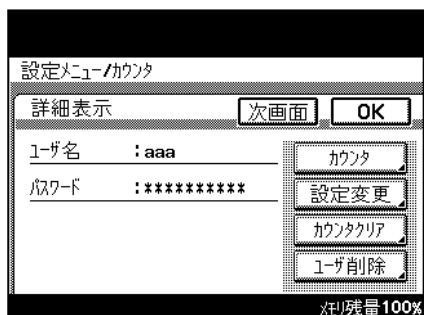 設定ﾒﾆｭｰ/ｶｳﾝﾀ
詳細表示 次画面 OK
ﾕｰｻﾞ名 :aaa
ﾊﾟｽﾜｰﾄﾞ :**********
ｶｳﾝﾀ
設定変更
ｶｳﾝﾀｸﾘｱ
ﾕｰｻﾞ削除
ﾒﾓﾘ残量100%